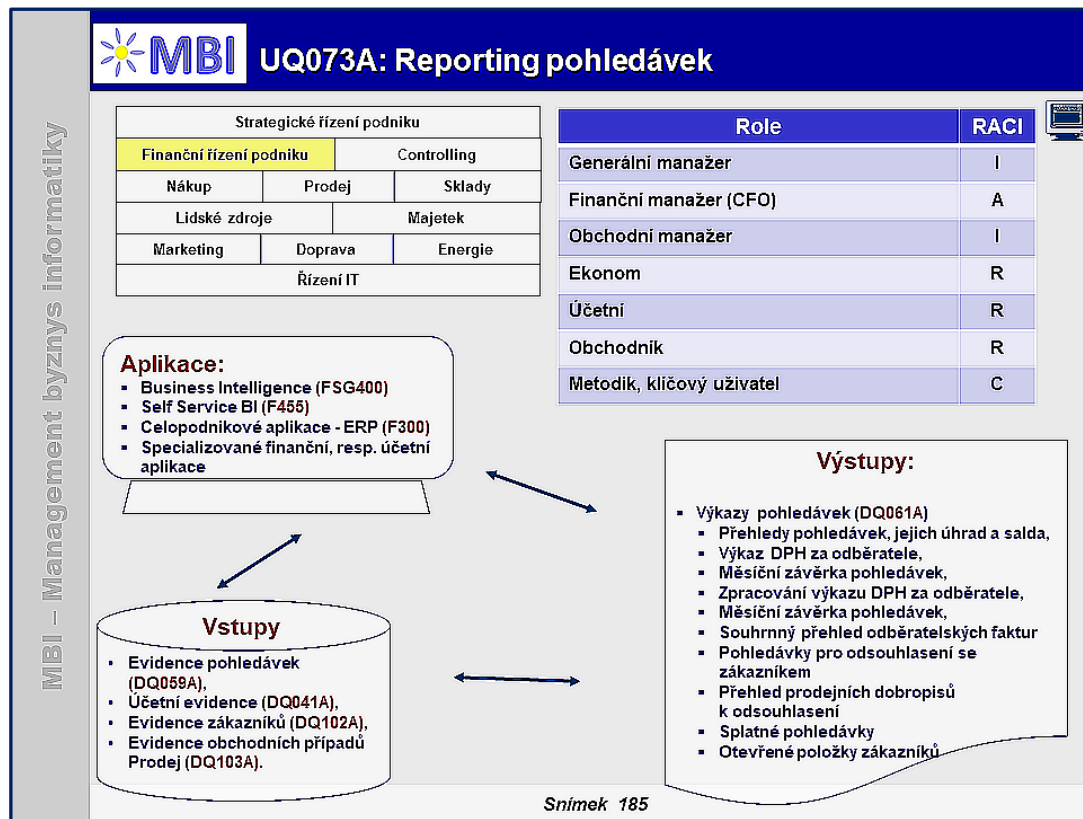 MBI – Management byznys informatiky
MBI
UQ073A: Reporting pohledávek
Strategické řízení podniku
Finanční řízení podniku
Controlling
Nákup
Prodej
Sklady
Lidské zdroje
Majetek
Marketing
Doprava
Energie
Řízení IT
Role
RACI
Generální manažer
I
Finanční manažer (CFO)
A
Obchodní manažer
I
Ekonom
R
Účetní
R
Obchodník
R
Metodik, klíčový uživatel
C
Aplikace:
Business Intelligence (FSG400)
Self Service BI (F455)
Celopodnikové aplikace - ERP (F300)
Specializované finanční, resp. účetní
aplikace
Vstupy
Evidence pohledávek
(DQ059A),
Účetní evidence (DQ041A),
Evidence zákazníků (DQ102A),
Evidence obchodních případů
Prodej (DQ103A).
Výstupy:
Výkazy pohledávek (DQ061A)
Přehledy pohledávek, jejich úhrad a salda,
Výkaz DPH za odběratele,
Měsíční závěrka pohledávek,
Zpracování výkazu DPH za odběratele,
Měsíční závěrka pohledávek,
Souhrnný přehled odběratelských faktur
Pohledávky pro odsouhlasení se
zákazníkem
Přehled prodejních dobropisů
k odsouhlasení
Splatné pohledávky
Otevřené položky zákazníků
Snímek 185